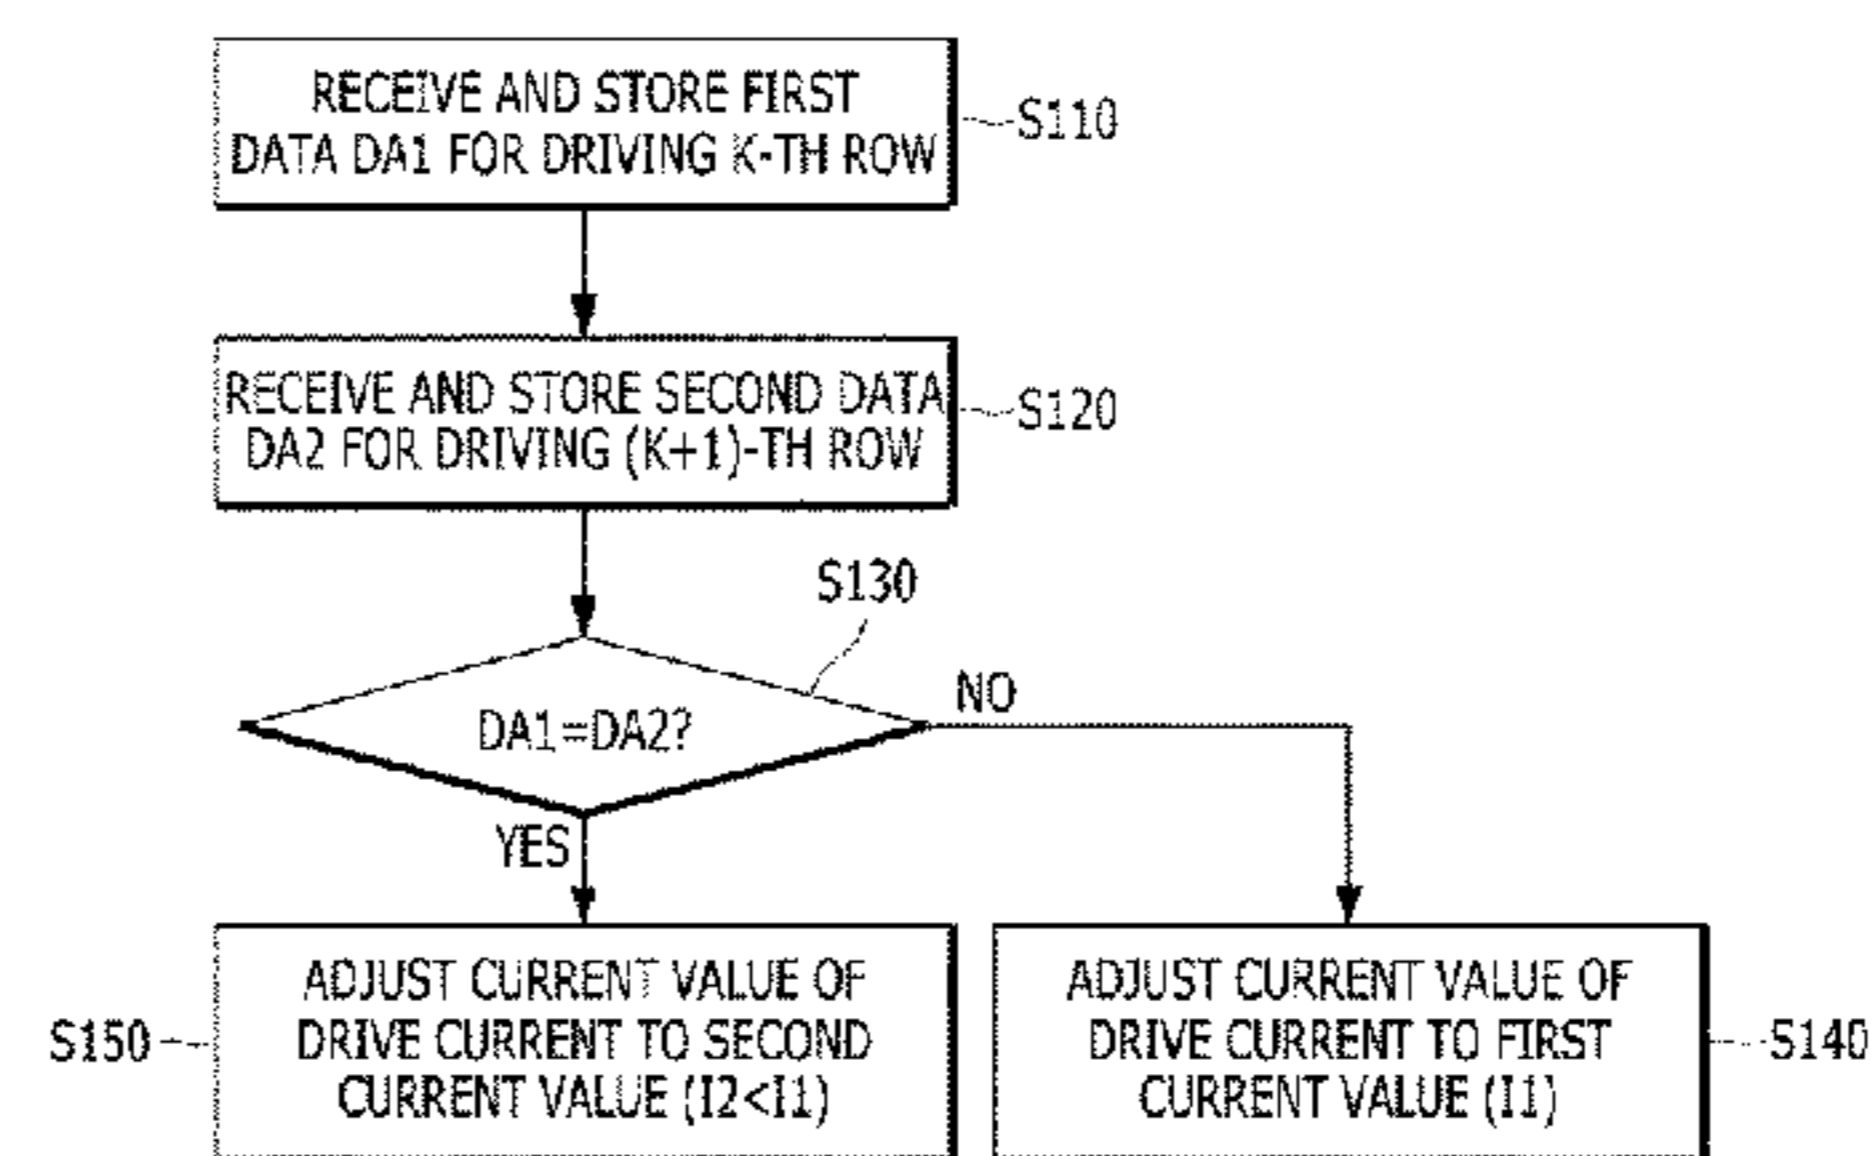 RECEIVE AND STORE FIRST
DATA DA1 FOR DRIVING K-TH ROW
S110
RECEIVE AND STORE SECOND DATA
DA2 FOR DRIVING (K+1)-TH ROW
S120
S130
DA1=DA2?
NO
YES
S150
ADJUST CURRENT VALUE OF
DRIVE CURRENT TO SECOND
CURRENT VALUE (I2<I1)
ADJUST CURRENT VALUE OF
DRIVE CURRENT TO FIRST
CURRENT VALUE (I1)
S140